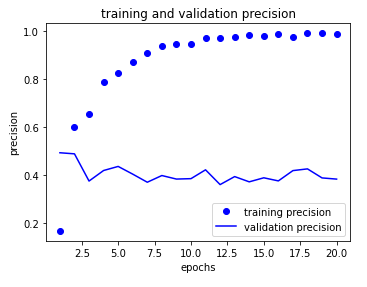 training and validation precision
1.0
0.8
0.6
0.4
0.2
precision
2.5 5.0 7.5 10.0 12.5 15.0 17.5 20.0
epochs
training precision
validation precision